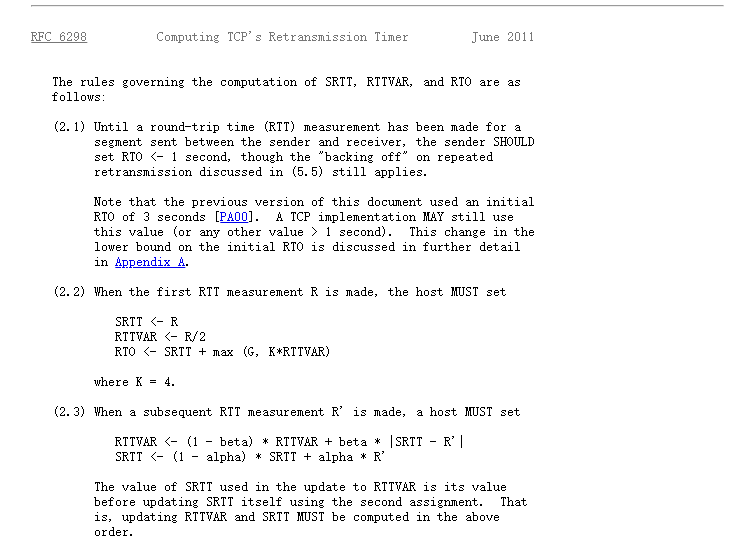 RFC 6298 Computing TCP's Retransmission Timer June 2011
The rules governing the computation of SRTT, RTTVAR, and RTO are as
follows:
(2.1) Until a round-trip time (RTT) measurement has been made for a
segment sent between the sender and receiver, the sender SHOULD
set RTO <- 1 second, though the "backing off" on repeated
retransmission discussed in (5.5) still applies.
Note that the previous version of this document used an initial
RTO of 3 seconds [PA00]. A TCP implementation MAY still use
this value (or any other value > 1 second). This change in the
lower bound on the initial RTO is discussed in further detail
in Appendix A.
(2.2) When the first RTT measurement R is made, the host MUST set
SRTT <- R
RTTVAR <- R/2
RTO <- SRTT + max (G, K*RTTVAR)
where K = 4.
(2.3) When a subsequent RTT measurement R' is made, a host MUST set
RTTVAR <- (1 - beta) * RTTVAR + beta * |SRTT - R'|
SRTT <- (1 - alpha) * SRTT + alpha * R'
The value of SRTT used in the update to RTTVAR is its value
before updating SRTT itself using the second assignment. That
is, updating RTTVAR and SRTT MUST be computed in the above
order.